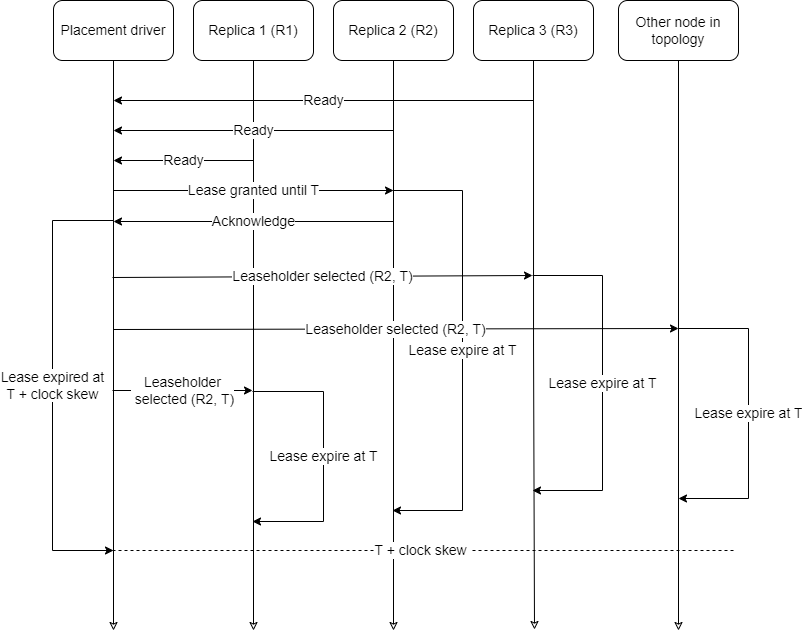 Placement driver
Replica 1 (R1)
Replica 2 (R2)
Replica 3 (R3)
Other node in
topology
Ready
Ready
Ready
Lease granted until T
Acknowledge
Leaseholder selected (R2, T)
Leaseholder selected (R2, T)
Lease expire at T
Lease expired at
T + clock skew
Leaseholder
selected (R2, T)
Lease expire at T
Lease expire at T
Lease expire at T
T + clock skew